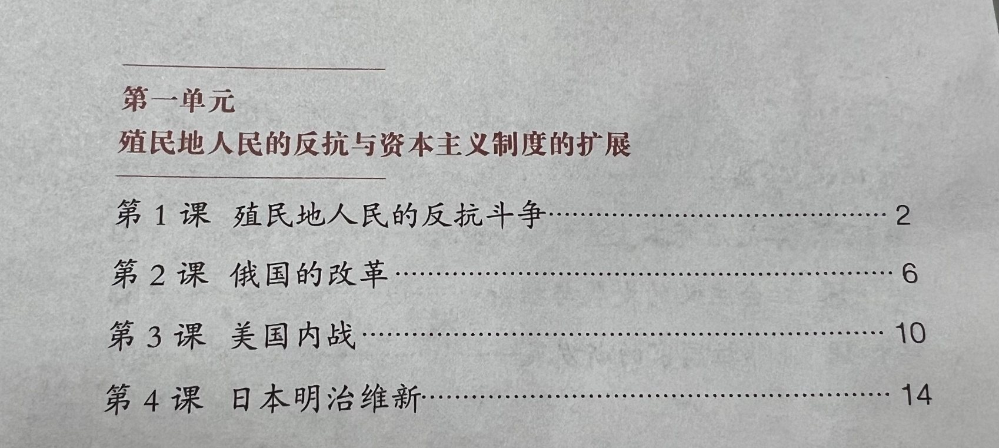 第一单元
殖民地人民的反抗与资本主义制度的扩展
第 1 课 殖民地人民的反抗斗争…………………………………… 2
第 2 课 俄国的改革…………………………………………………… 6
第 3 课 美国内战……………………………………………………… 10
第 4 课 日本明治维新………………………………………………… 14